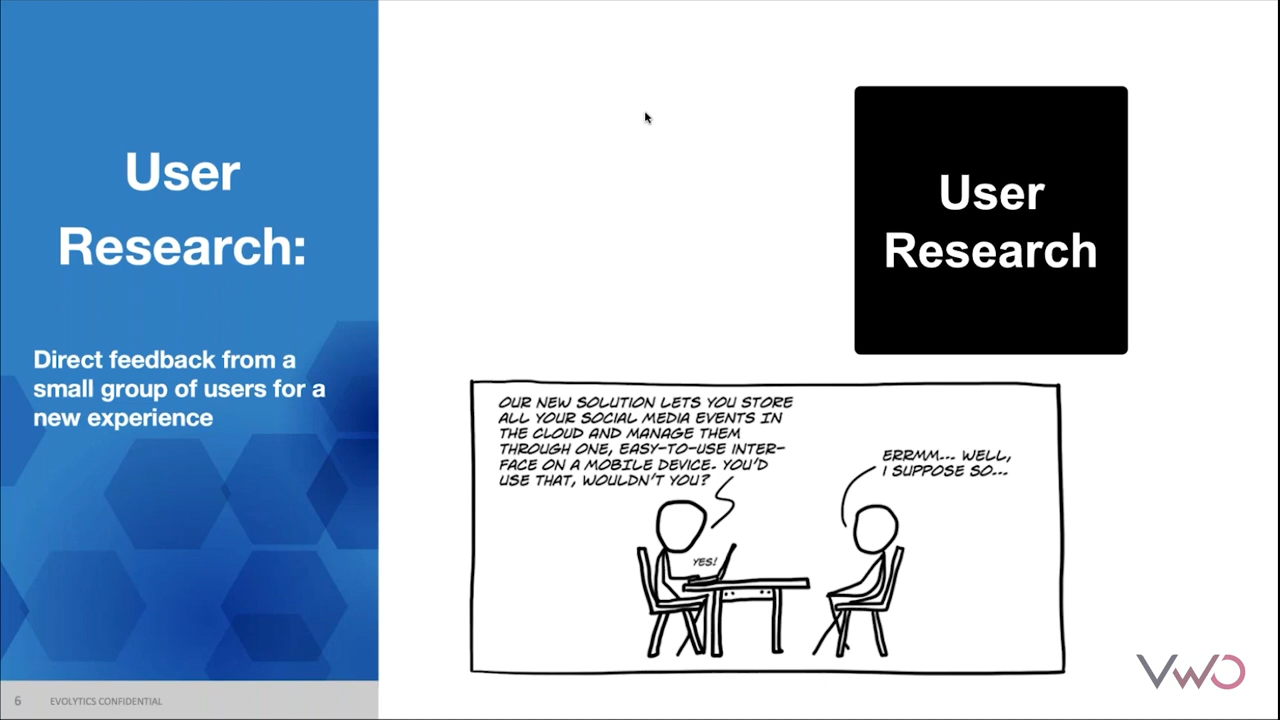 User
Research:
Direct feedback from a
small group of users for a
new experience
6
EVOLYTICS CONFIDENTIAL
User
Research
OUR NEW SOLUTION LETS YOU STORE
ALL YOUR SOCIAL MEDIA EVENTS IN
THE CLOUD AND MANAGE THEM
THROUGH ONE, EASY-TO-USE INTER-
FACE ON A MOBILE DEVICE. YOU'D
USE THAT, WOULDN'T YOU?
ERRMM... WELL,
I SUPPOSE SO...
YES!
VWO